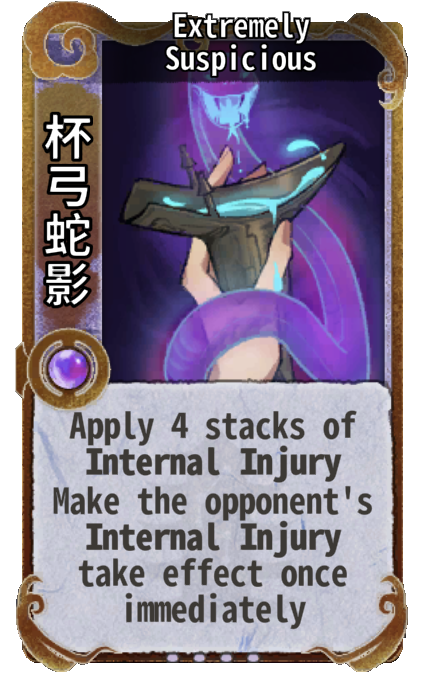 Extremely
Suspicious
杯弓蛇影
Apply 4 stacks of
Internal Injury
Make the opponent's
Internal Injury
take effect once
immediately